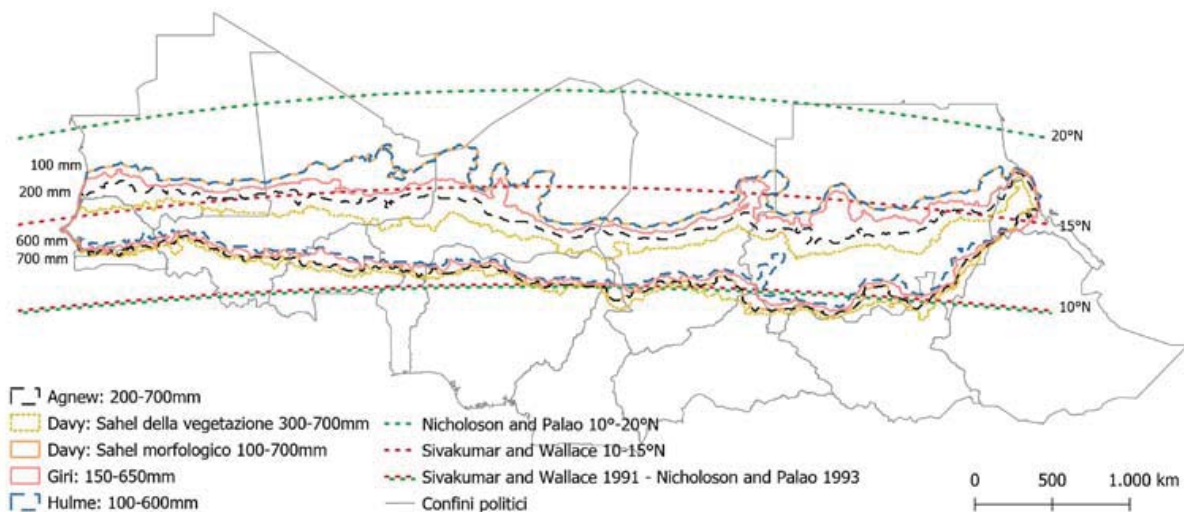 20°N
100 mm
200 mm
15°N
600 mm
700 mm
10°N
Agnew: 200-700mm
Davy: Sahel della vegetazione 300-700mm
Davy: Sahel morfologico 100-700mm
Giri: 150-650mm
Hulme: 100-600mm
Nicholoson and Palao 10°-20°N
Sivakumar and Wallace 10-15°N
Sivakumar and Wallace 1991 - Nicholoson and Palao 1993
Confini politici
0 500 1.000 km